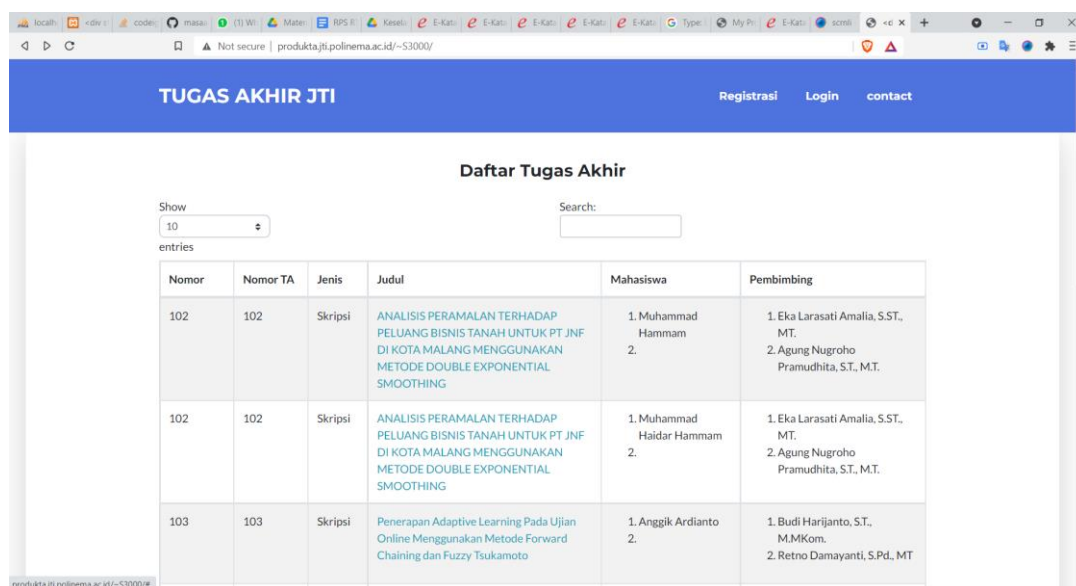 Not secure | produkta.jti.polinema.ac.id/~S3000/
TUGAS AKHIR JTI
Registrasi Login contact
Daftar Tugas Akhir
Show
10
entries
Search:
Nomor Nomor TA Jenis Judul Mahasiswa Pembimbing
102 102 Skripsi
ANALISIS PERAMALAN TERHADAP
PELUANG BISNIS TANAH UNTUK PT JNF
DI KOTA MALANG MENGGUNAKAN
METODE DOUBLE EXPONENTIAL
SMOOTHING
1. Muhammad
Hammam
2.
1. Eka Larasati Amalia, S.ST.,
MT.
2. Agung Nugroho
Pramudhita, S.T., M.T.
102 102 Skripsi
ANALISIS PERAMALAN TERHADAP
PELUANG BISNIS TANAH UNTUK PT JNF
DI KOTA MALANG MENGGUNAKAN
METODE DOUBLE EXPONENTIAL
SMOOTHING
1. Muhammad
Haidar Hammam
2.
1. Eka Larasati Amalia, S.ST.,
MT.
2. Agung Nugroho
Pramudhita, S.T., M.T.
103 103 Skripsi
Penerapan Adaptive Learning Pada Ujian
Online Menggunakan Metode Forward
Chaining dan Fuzzy Tsukamoto
1. Anggik Ardianto
2.
1. Budi Harijanto, S.T.,
M.MKom.
2. Retno Damayanti, S.Pd., MT
produkta.jti.polinema.ac.id/~S3000/#